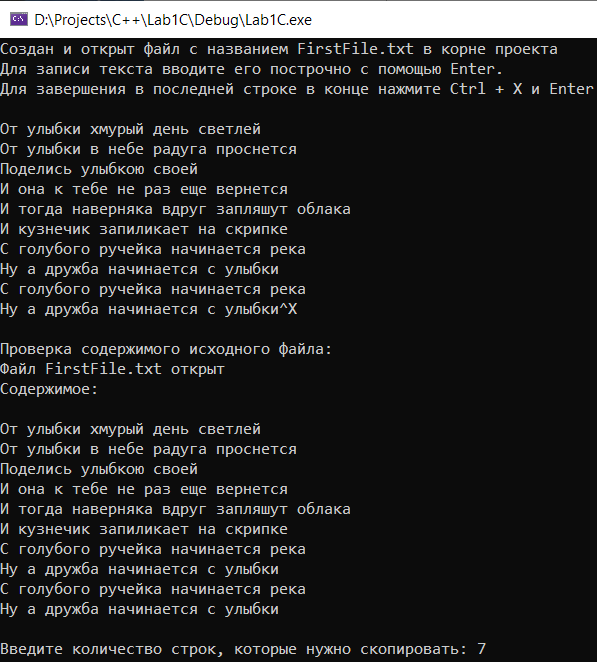 D:\Projects\C++\Lab1C\Debug\Lab1C.exe
Создан и открыт файл с названием FirstFile.txt в корне проекта
Для записи текста вводите его построчно с помощью Enter.
Для завершения в последней строке в конце нажмите Ctrl + X и Enter
От улыбки хмурый день светлей
От улыбки в небе радуга проснется
Поделись улыбкою своей
И она к тебе не раз еще вернется
И тогда наверняка вдруг запляшут облака
И кузнечик запиликает на скрипке
С голубого ручейка начинается река
Ну а дружба начинается с улыбки
С голубого ручейка начинается река
Ну а дружба начинается с улыбки^X
Проверка содержимого исходного файла:
Файл FirstFile.txt открыт
Содержимое:
От улыбки хмурый день светлей
От улыбки в небе радуга проснется
Поделись улыбкою своей
И она к тебе не раз еще вернется
И тогда наверняка вдруг запляшут облака
И кузнечик запиликает на скрипке
С голубого ручейка начинается река
Ну а дружба начинается с улыбки
С голубого ручейка начинается река
Ну а дружба начинается с улыбки
Введите количество строк, которые нужно скопировать: 7